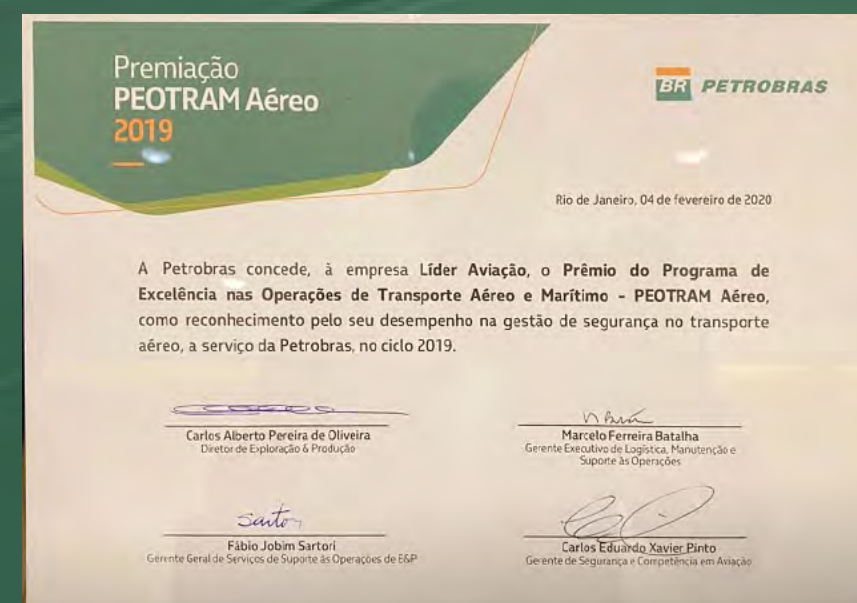 Premiação
PEOTRAM Aéreo
2019
BR PETROBRAS
Rio de Janeiro, 04 de fevereiro de 2020
A Petrobras concede, à empresa Líder Aviação, o Prêmio do Programa de
Excelência nas Operações de Transporte Aéreo e Marítimo - PEOTRAM Aéreo,
como reconhecimento pelo seu desempenho na gestão de segurança no transporte
aéreo, a serviço da Petrobras, no ciclo 2019.
Carlos Alberto Pereira de Oliveira
Diretor de Exploração & Produção
Marcelo Ferreira Batalha
Gerente Executivo de Logística, Manutenção e
Suporte às Operações
Sartori
Fábio Jobim Sartori
Gerente Geral de Serviços de Suporte às Operações de E&P
Carlos Eduardo Xavier Pinto
Gerente de Segurança e Competência em Aviação